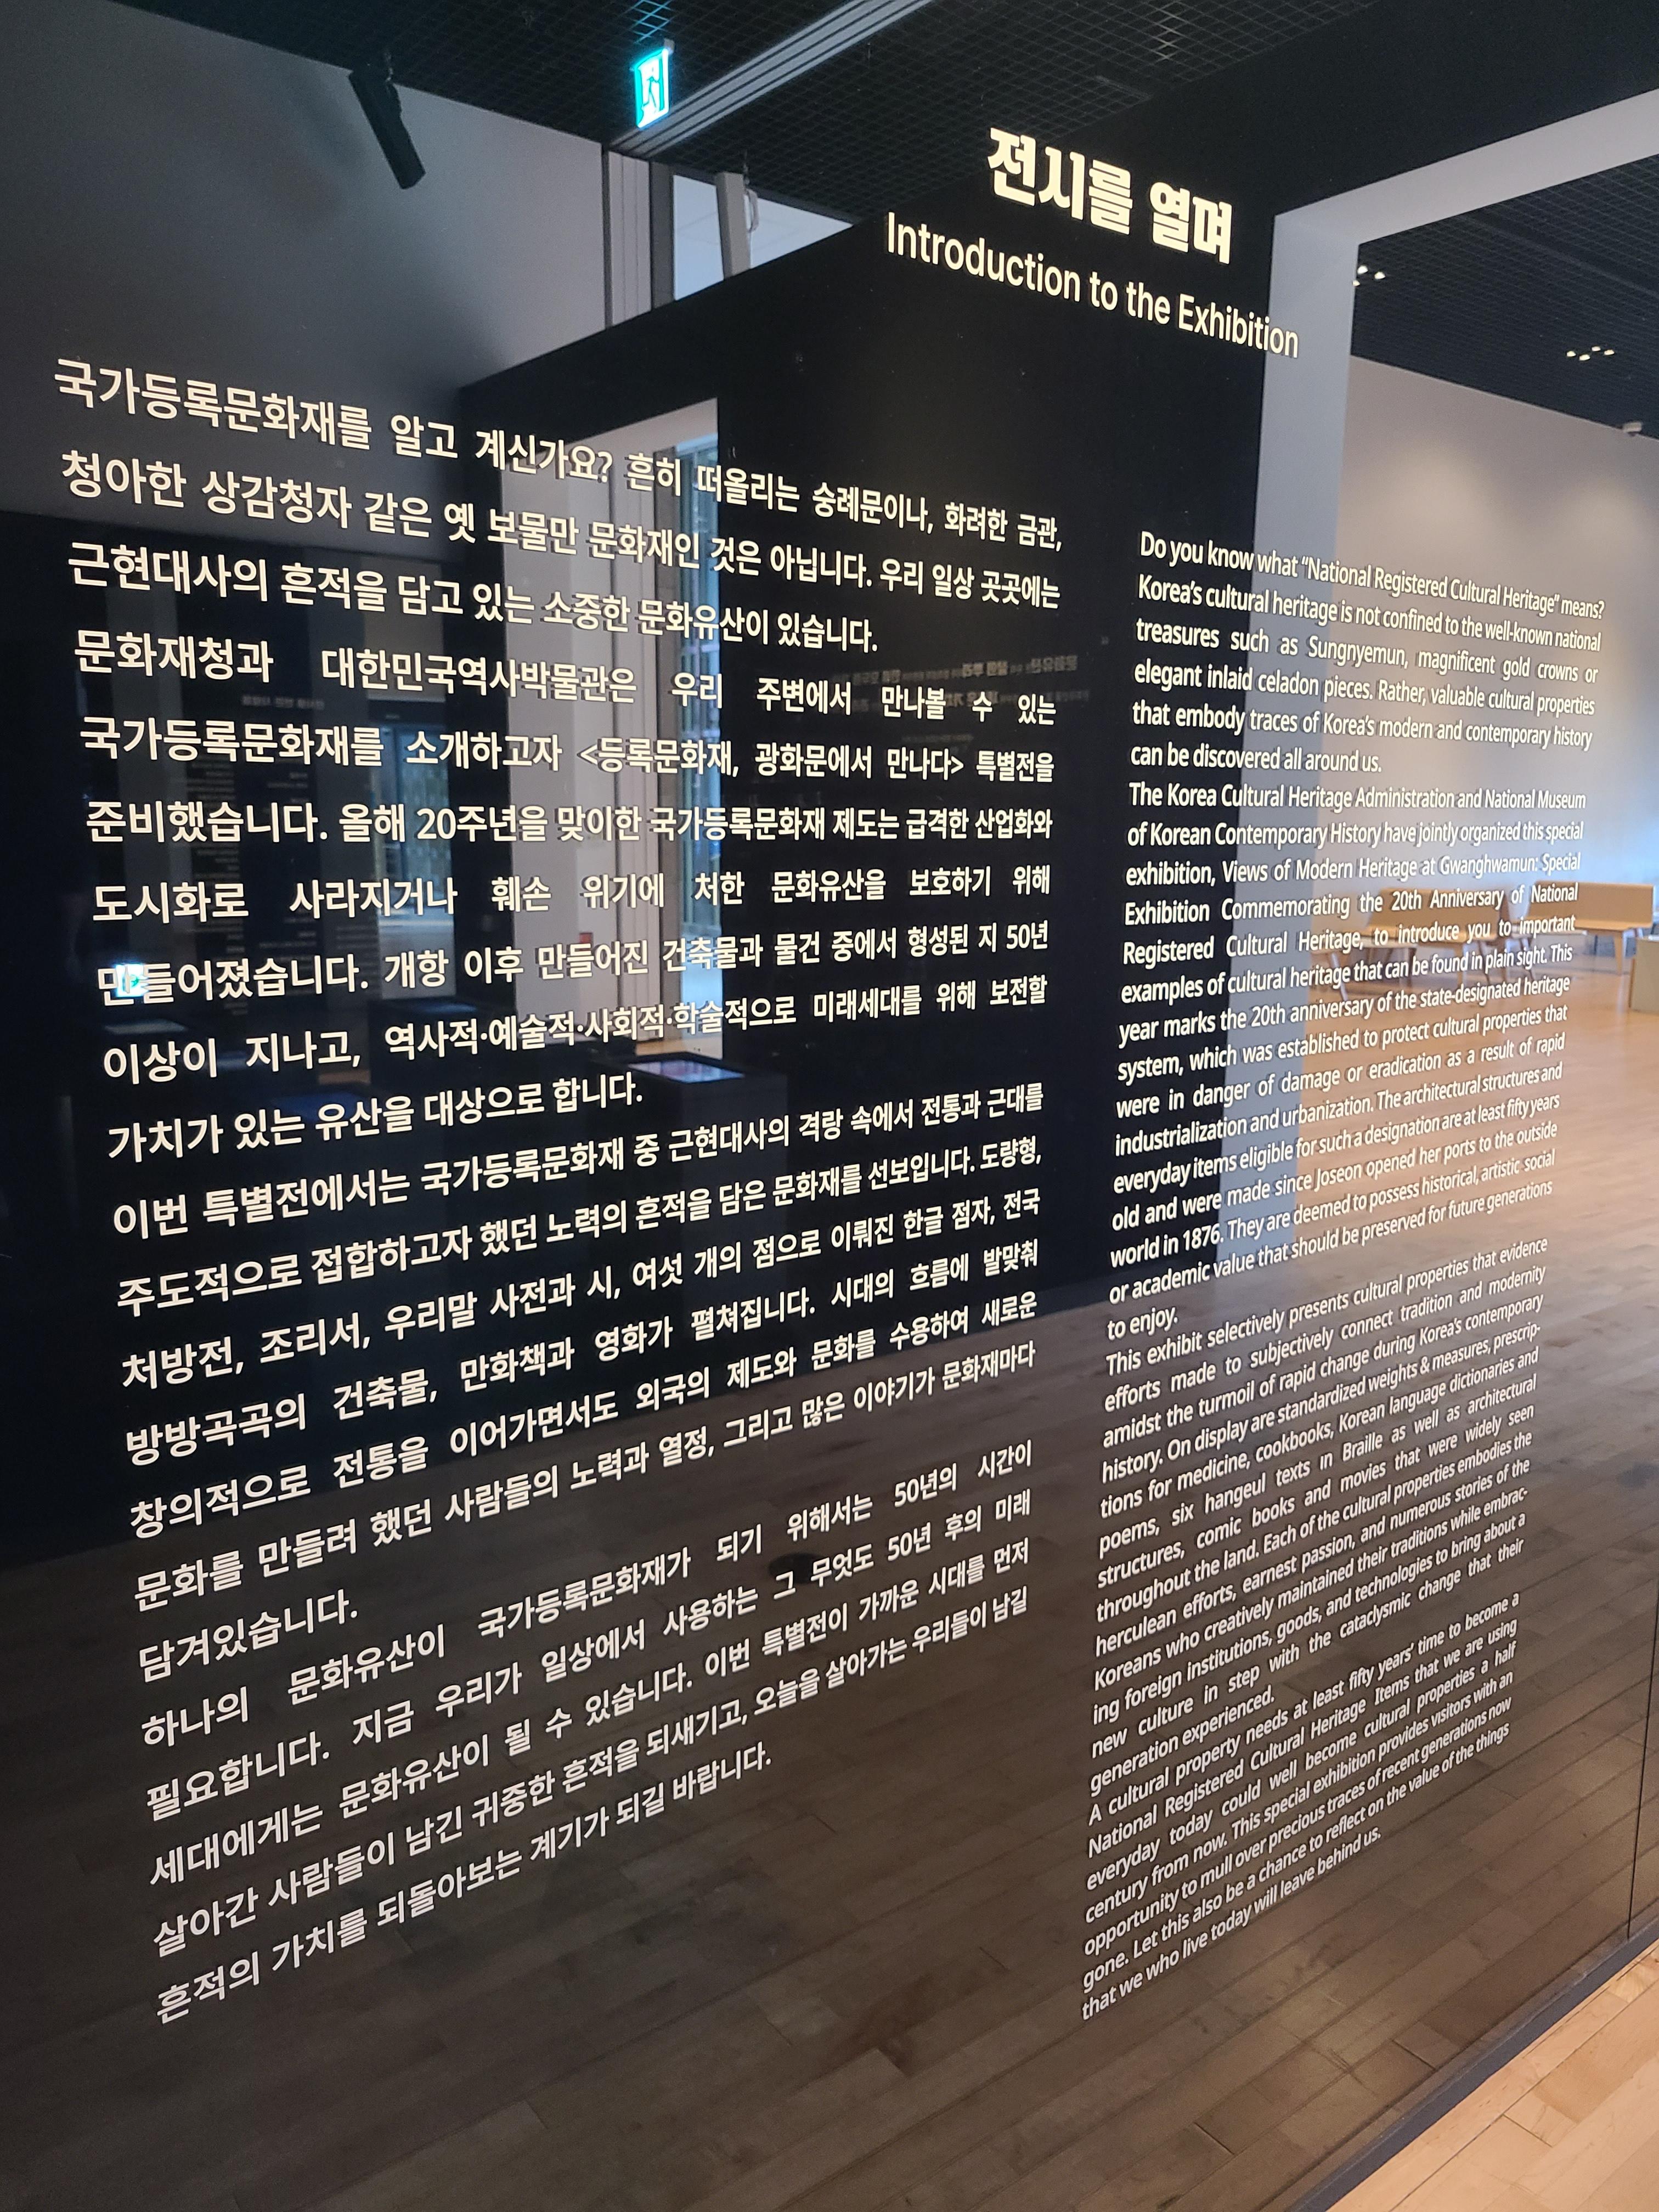 전시를 열며
Introduction to the Exhibition
국가등록문화재를 알고 계신가요? 흔히 떠올리는 숭례문이나, 화려한 금관,
청아한 상감청자 같은 옛 보물만 문화재인 것은 아닙니다. 우리 일상 곳곳에는
근현대사의 흔적을 담고 있는 소중한 문화유산이 있습니다.
문화재청과 대한민국역사박물관은 우리 주변에서 만나볼 수 있는
국가등록문화재를 소개하고자 <등록문화재, 광화문에서 만나다> 특별전을
준비했습니다. 올해 20주년을 맞이한 국가등록문화재 제도는 급격한 산업화와
도시화로 사라지거나 훼손 위기에 처한 문화유산을 보호하기 위해
만들어졌습니다. 개항 이후 만들어진 건축물과 물건 중에서 형성된 지 50년
이상이 지나고, 역사적·예술적·사회적·학술적으로 미래세대를 위해 보전할
가치가 있는 유산을 대상으로 합니다.
이번 특별전에서는 국가등록문화재 중 근현대사의 격랑 속에서 전통과 근대를
주도적으로 접합하고자 했던 노력의 흔적을 담은 문화재를 선보입니다. 도량형,
처방전, 조리서, 우리말 사전과 시, 여섯 개의 점으로 이뤄진 한글 점자, 전국
방방곡곡의 건축물, 만화책과 영화가 펼쳐집니다. 시대의 흐름에 발맞춰
창의적으로 전통을 이어가면서도 외국의 제도와 문화를 수용하여 새로운
문화를 만들려 했던 사람들의 노력과 열정, 그리고 많은 이야기가 문화재마다
담겨있습니다.
하나의 문화유산이 국가등록문화재가 되기 위해서는 50년의 시간이
필요합니다. 지금 우리가 일상에서 사용하는 그 무엇도 50년 후의 미래
세대에게는 문화유산이 될 수 있습니다. 이번 특별전이 가까운 시대를 먼저
살아간 사람들이 남긴 귀중한 흔적을 되새기고, 오늘을 살아가는 우리들이 남길
흔적의 가치를 되돌아보는 계기가 되길 바랍니다.
Do you know what “National Registered Cultural Heritage” means?
Korea’s cultural heritage is not confined to the well-known national
treasures such as Sungnyemun, magnificent gold crowns or
elegant inlaid celadon pieces. Rather, valuable cultural properties
that embody traces of Korea’s modern and contemporary history
can be discovered all around us.
The Korea Cultural Heritage Administration and National Museum
of Korean Contemporary History have jointly organized this special
exhibition, Views of Modern Heritage at Gwanghwamun: Special
Exhibition Commemorating the 20th Anniversary of National
Registered Cultural Heritage, to introduce you to important
examples of cultural heritage that can be found in plain sight. This
year marks the 20th anniversary of the state-designated heritage
system, which was established to protect cultural properties that
were in danger of damage or eradication as a result of rapid
industrialization and urbanization. The architectural structures and
everyday items eligible for such a designation are at least fifty years
old and were made since Joseon opened her ports to the outside
world in 1876. They are deemed to possess historical, artistic, social
or academic value that should be preserved for future generations
to enjoy.
This exhibit selectively presents cultural properties that evidence
efforts made to subjectively connect tradition and modernity
amidst the turmoil of rapid change during Korea’s contemporary
history. On display are standardized weights & measures, prescrip-
tions for medicine, cookbooks, Korean language dictionaries and
poems, six hangeul texts in Braille as well as architectural
structures, comic books and movies that were widely seen
throughout the land. Each of the cultural properties embodies the
herculean efforts, earnest passion, and numerous stories of the
Koreans who creatively maintained their traditions while embrac-
ing foreign institutions, goods, and technologies to bring about a
new culture in step with the cataclysmic change that their
generation experienced.
A cultural property needs at least fifty years’ time to become a
National Registered Cultural Heritage. Items that we are using
everyday today could well become cultural properties a half
century from now. This special exhibition provides visitors with an
opportunity to mull over precious traces of recent generations now
gone. Let this also be a chance to reflect on the value of the things
that we who live today will leave behind us.